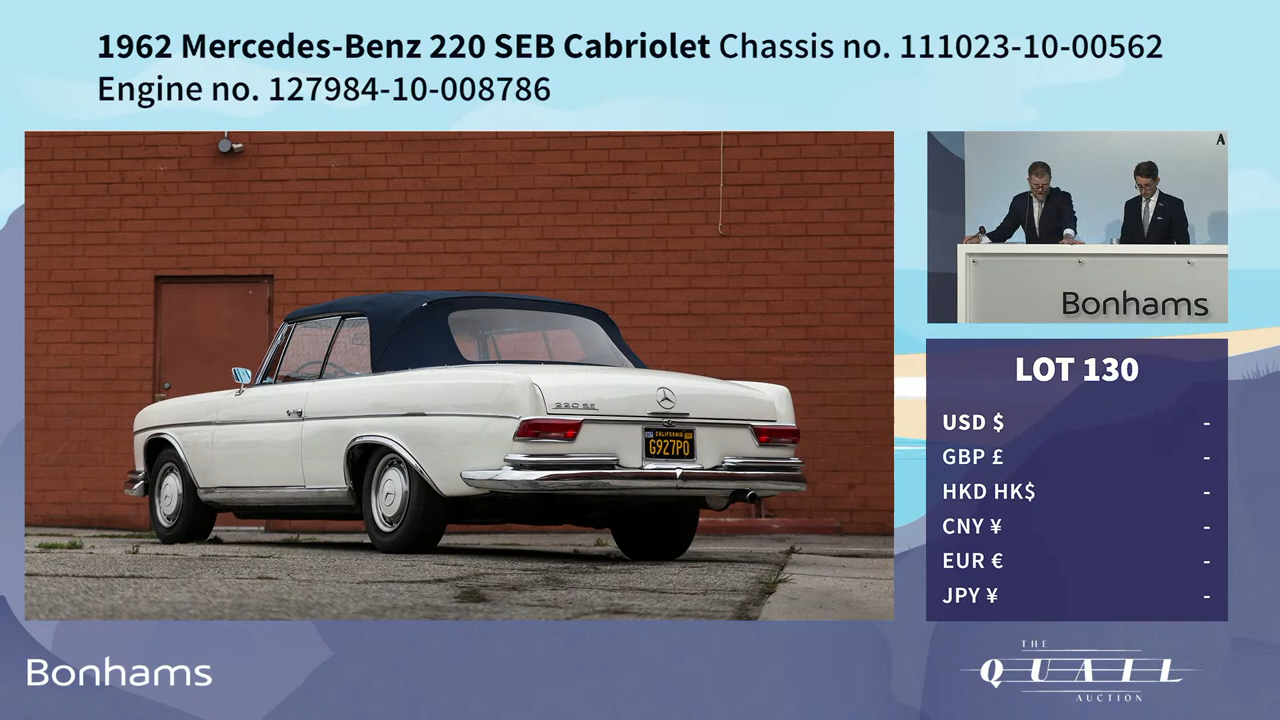 1962 Mercedes-Benz 220 SEB Cabriolet Chassis no. 111023-10-00562
Engine no. 127984-10-008786
A
Bonhams
220 SE
CALIFORNIA
G927PO
LOT 130
USD $ -
GBP £ -
HKD HK$ -
CNY ¥ -
EUR € -
JPY ¥ -
Bonhams
THE
QUAIL
AUCTION